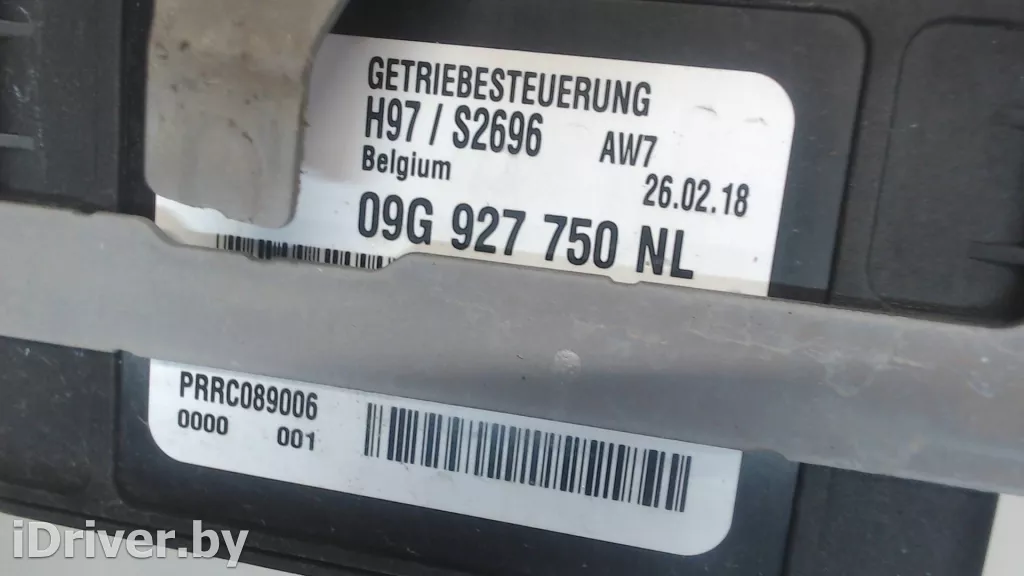 GETRIEBESTEUERUNG
H97 / S2696 AW7
Belgium 26.02.18
09G 927 750 NL
PRRC089006
0000 001
iDriver.by